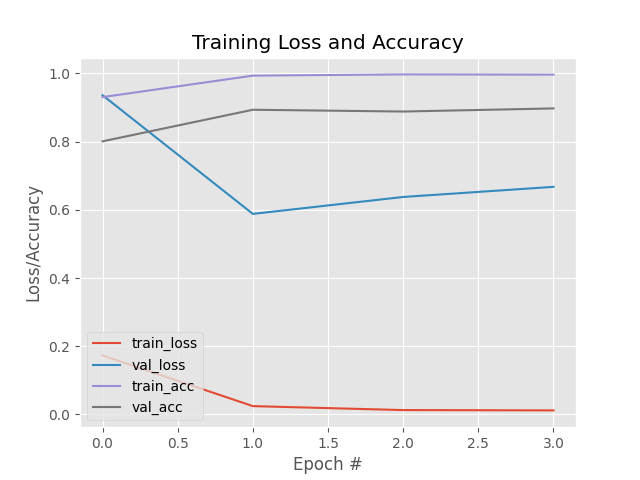 Training Loss and Accuracy
Loss/Accuracy
1.0
0.8
0.6
0.4
0.2
0.0
train_loss
val_loss
train_acc
val_acc
0.0 0.5 1.0 1.5 2.0 2.5 3.0
Epoch #